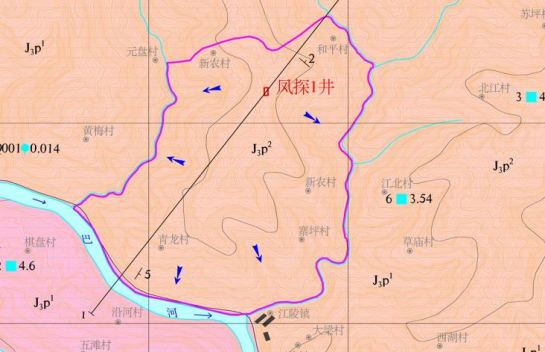 苏坪村
J₃p¹
元盘村
新农村
和平村
2
凤探1井
北江村
3
4
黄梅村
0001
0.014
J₃p²
J₃p²
新农村
江北村
6
3.54
棋盘村
巴
青龙村
寨坪村
草庙村
4.6
5
J₃p¹
J₃p¹
I
沿河村
河
江陵镇
大梁村
五滩村
西湖村
J₃p¹